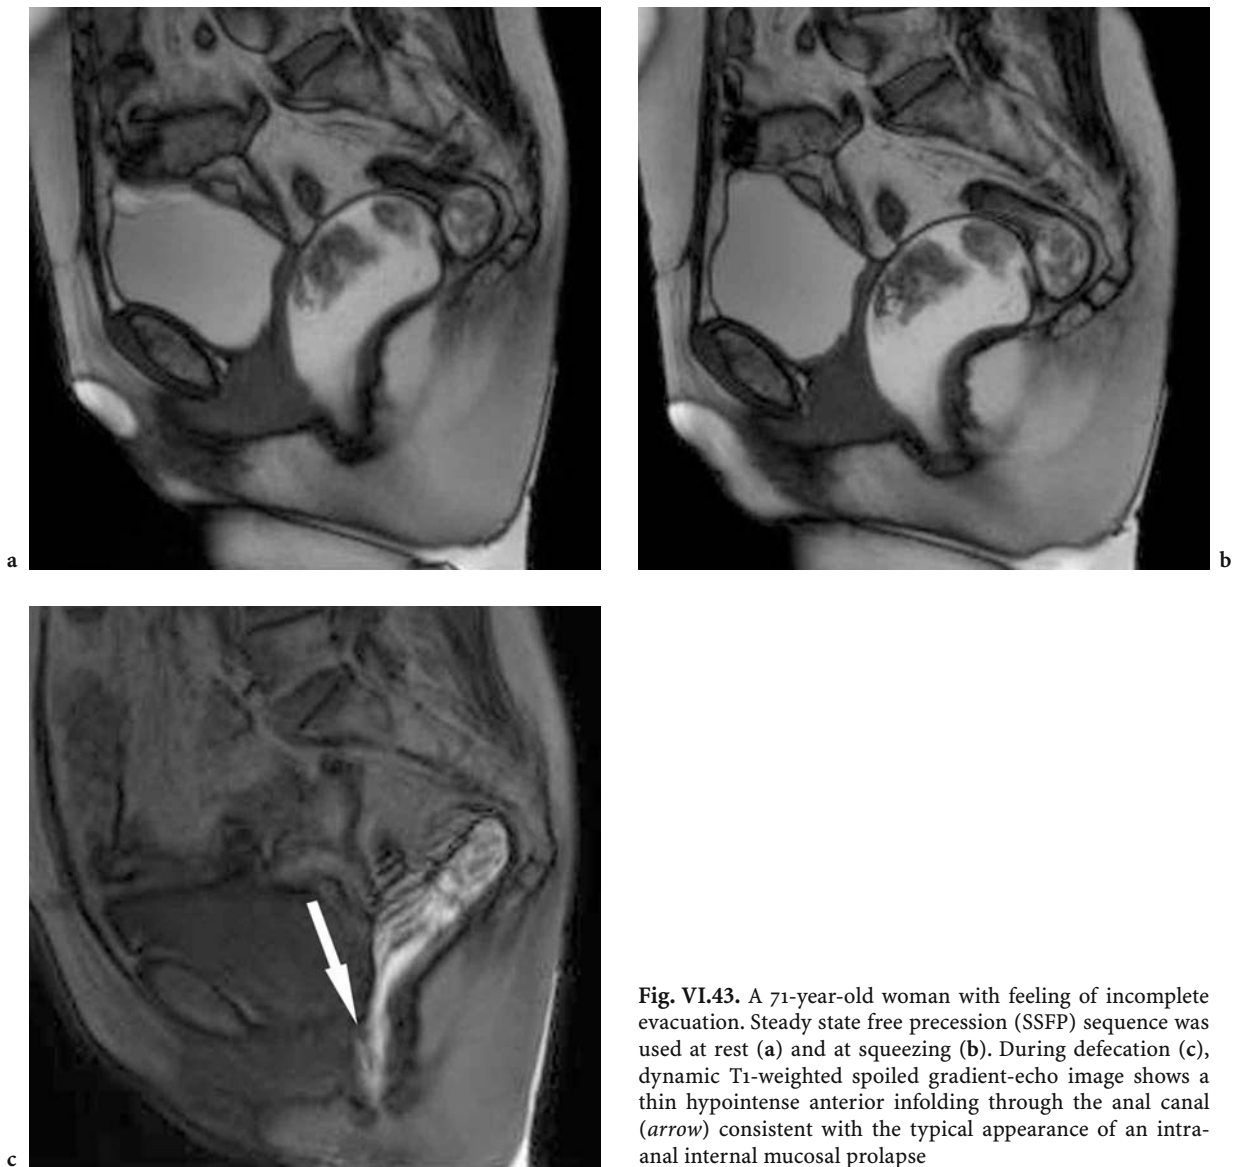 a
b
c
Fig. VI.43. A 71-year-old woman with feeling of incomplete
evacuation. Steady state free precession (SSFP) sequence was
used at rest (a) and at squeezing (b). During defecation (c),
dynamic T1-weighted spoiled gradient-echo image shows a
thin hypointense anterior infolding through the anal canal
(arrow) consistent with the typical appearance of an intra-
anal internal mucosal prolapse